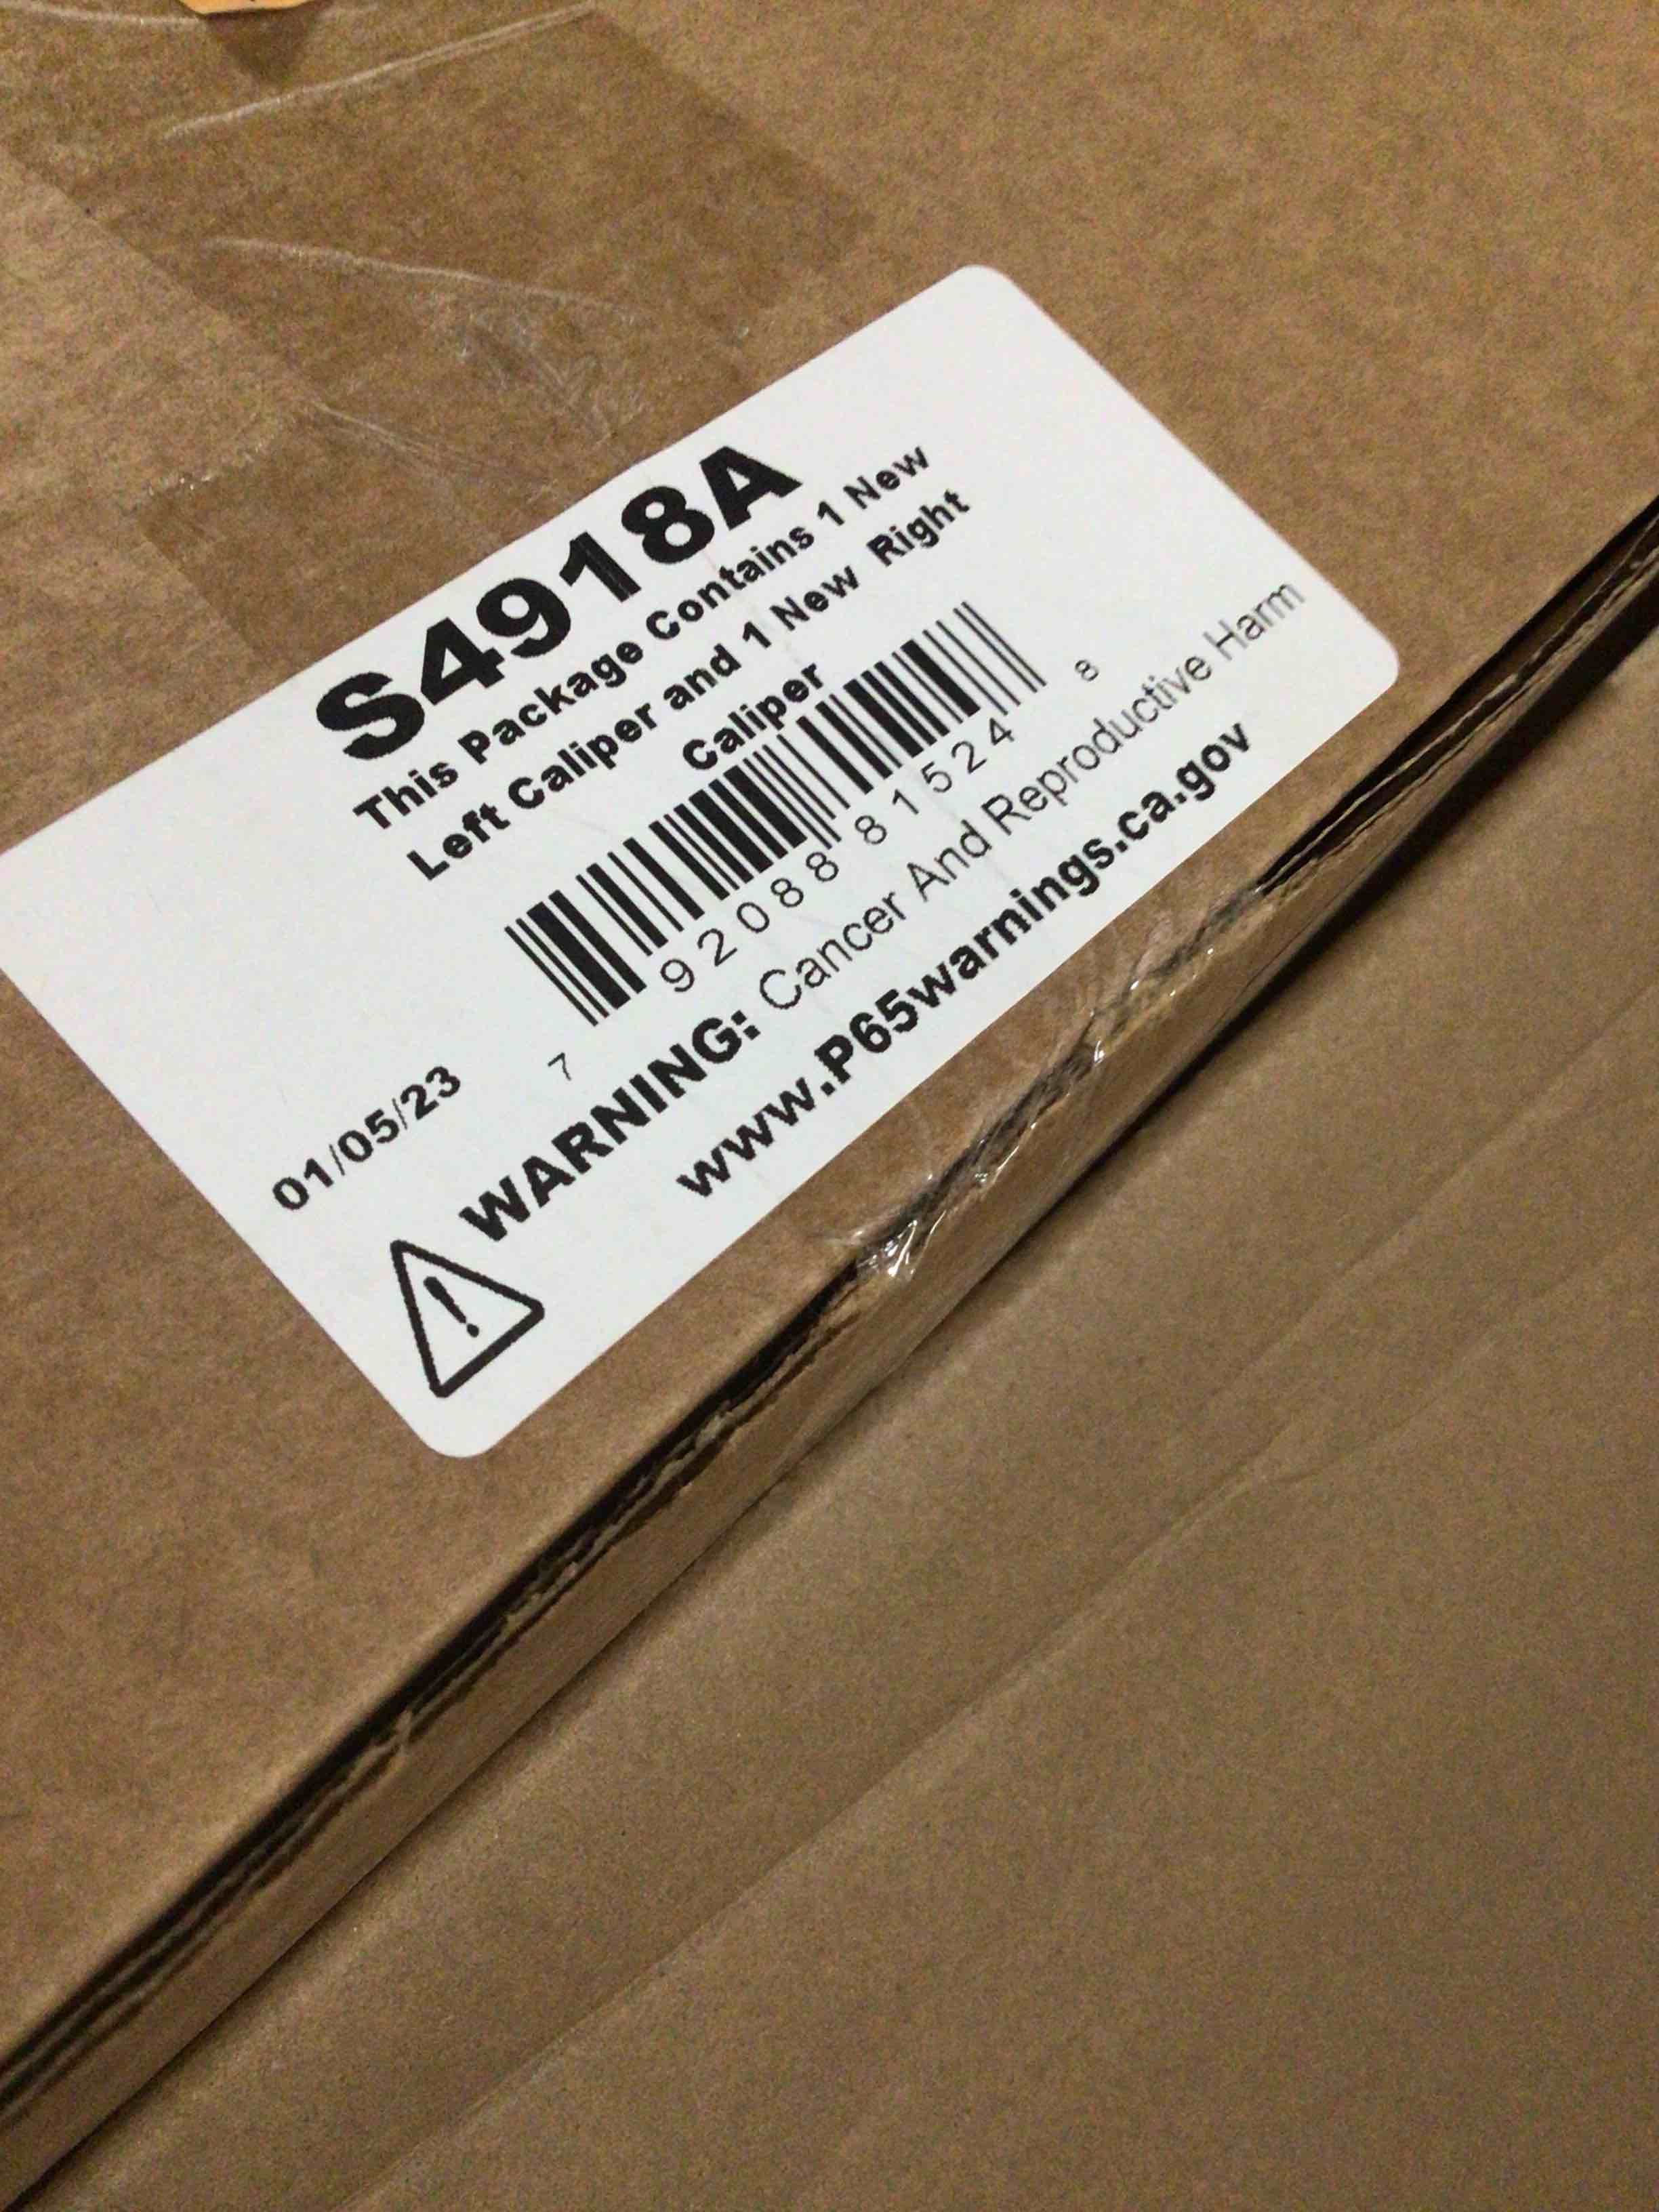 S4918A
This Package Contains 1 New
Left Caliper and 1 New Right
Caliper
7 92088 81524 8
01/05/23
WARNING: Cancer And Reproductive Harm
www.P65warnings.ca.gov